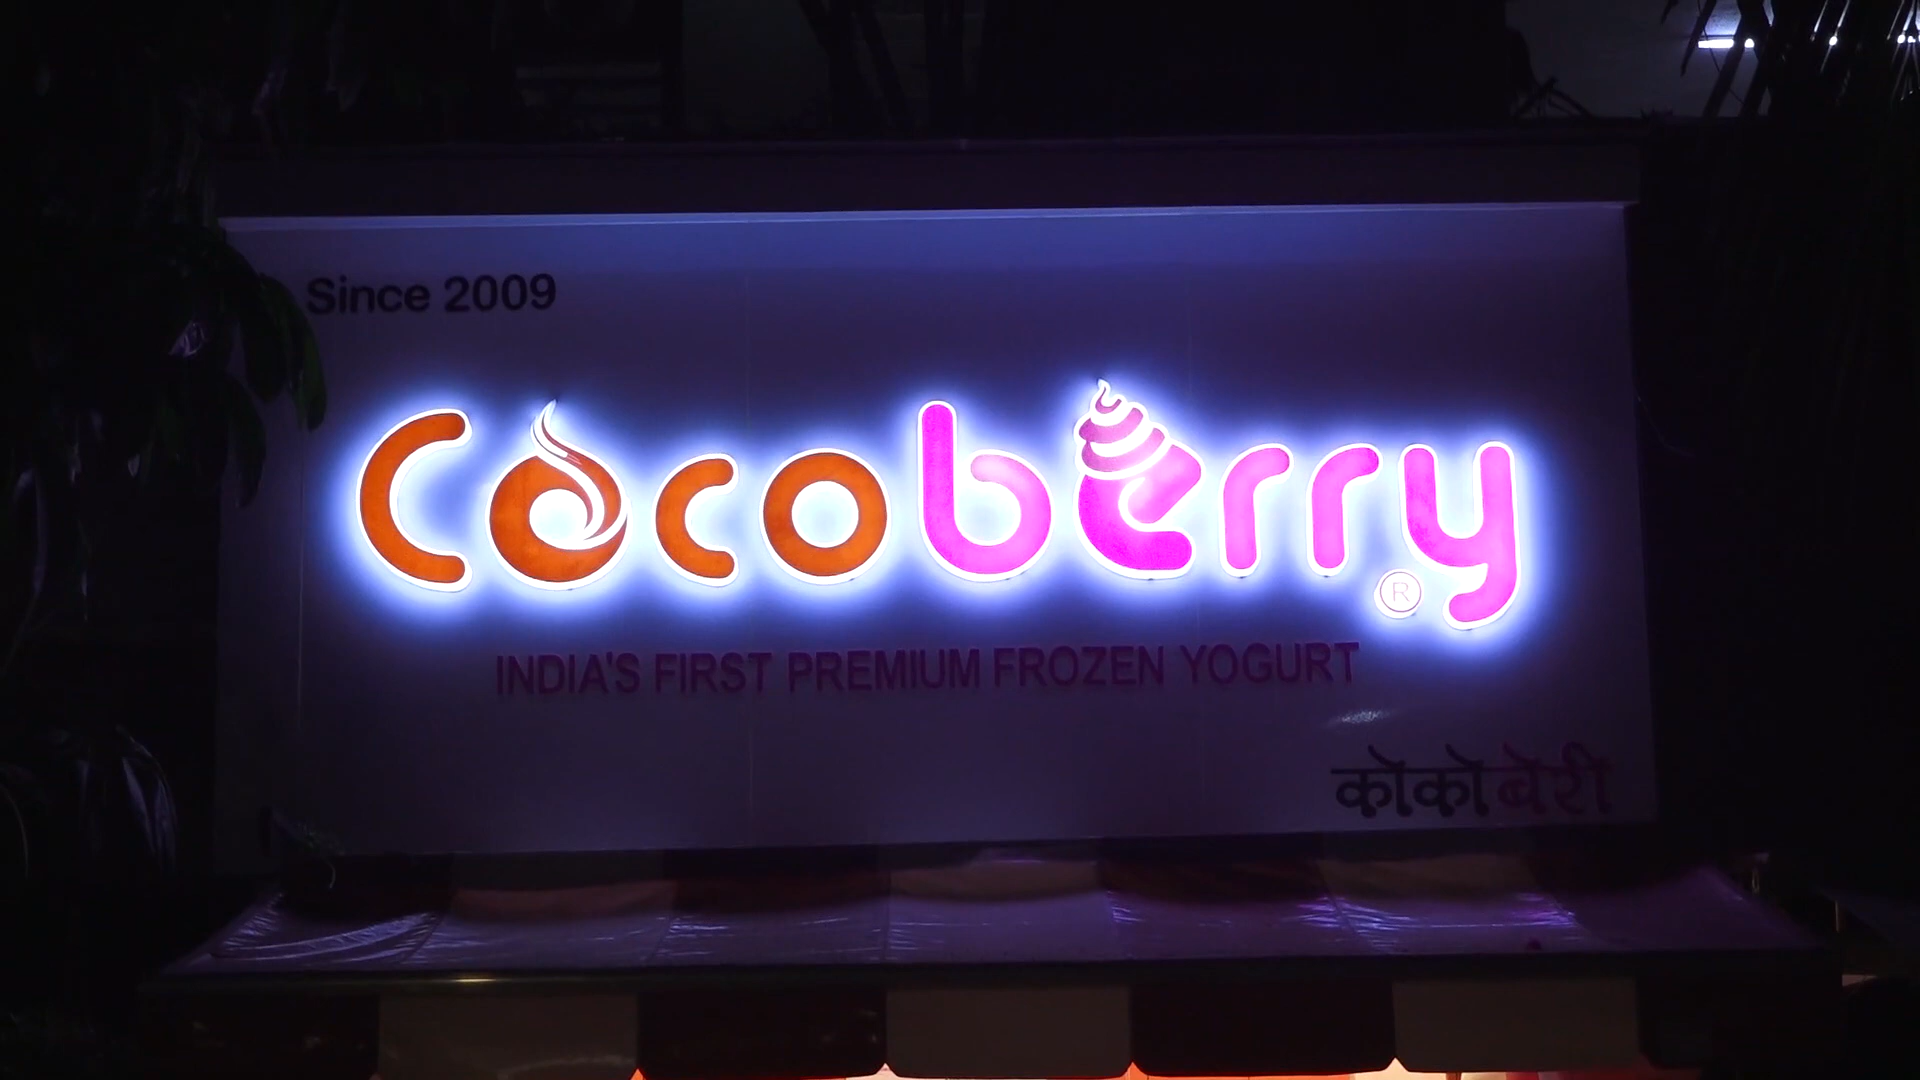 Since 2009
Cocoberry
®
INDIA'S FIRST PREMIUM FROZEN YOGURT
कोकोबेरी